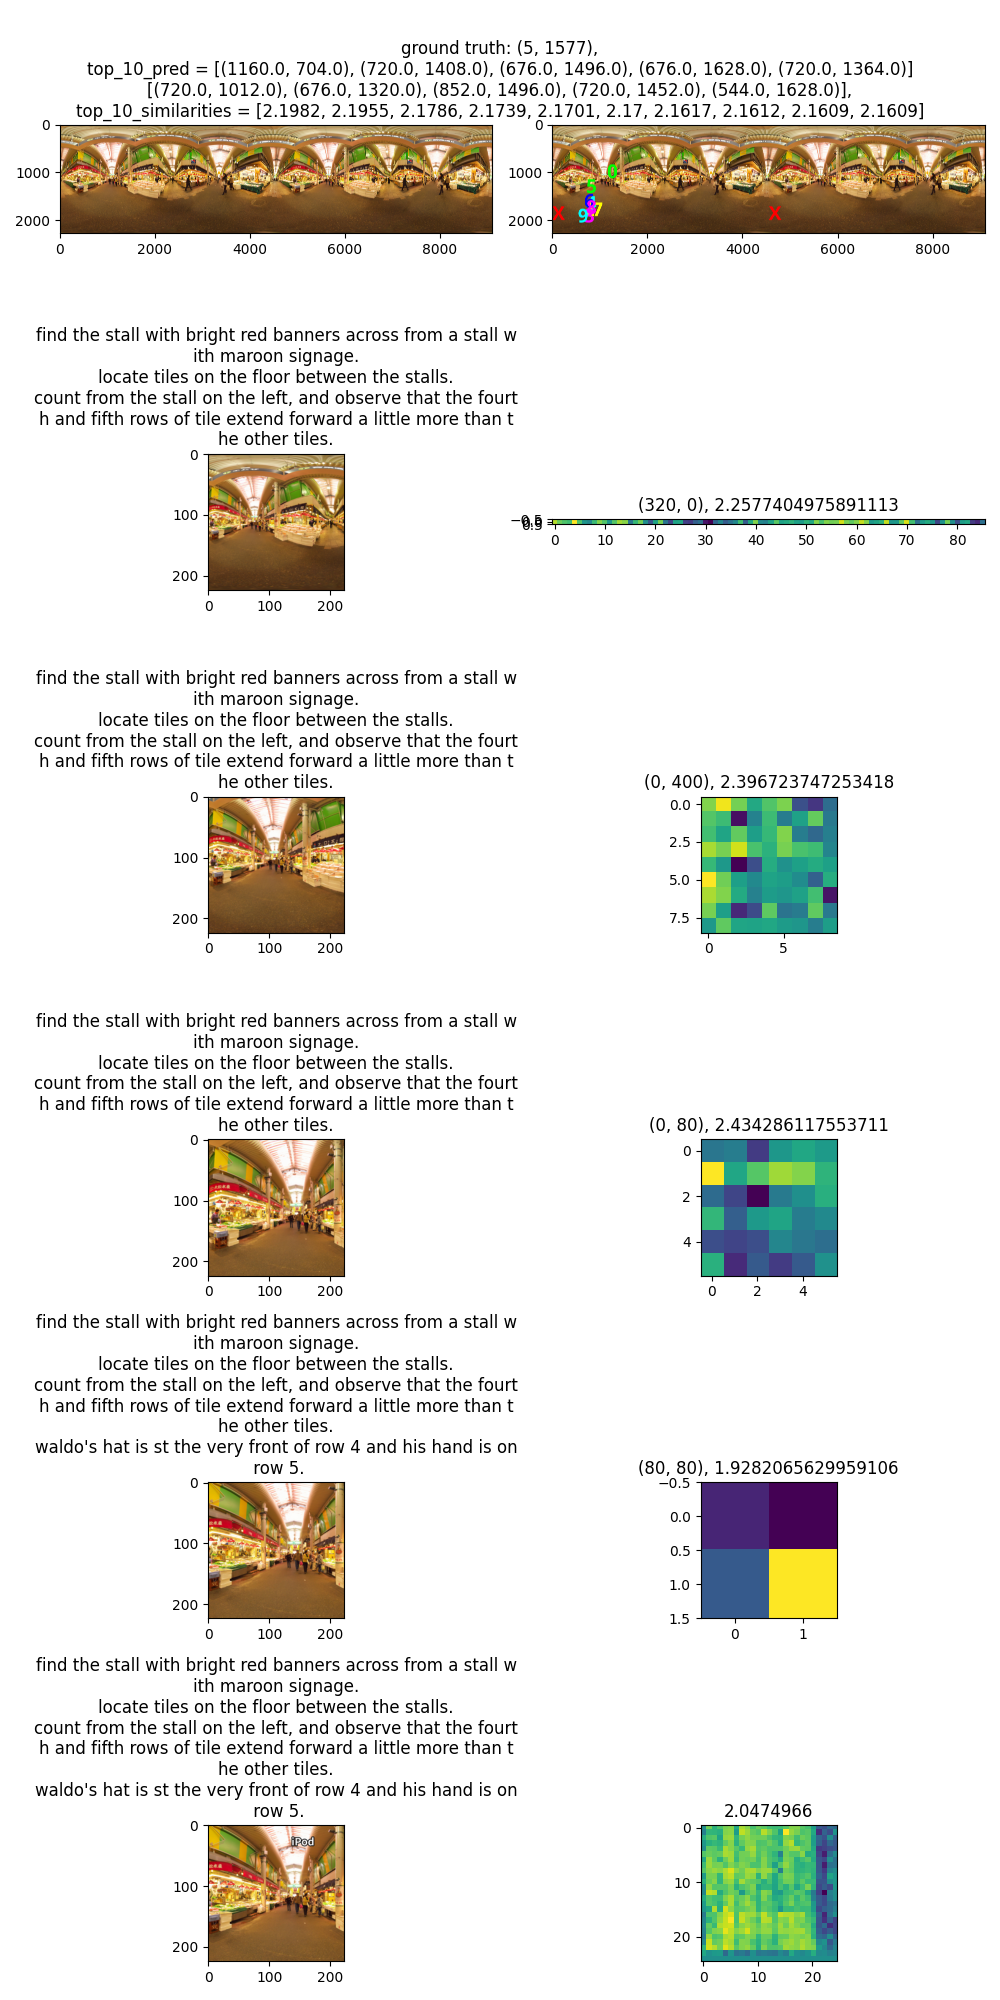 ground truth: (5, 1577),
top_10_pred = [(1160.0, 704.0), (720.0, 1408.0), (676.0, 1496.0), (676.0, 1628.0), (720.0, 1364.0)]
[(720.0, 1012.0), (676.0, 1320.0), (852.0, 1496.0), (720.0, 1452.0), (544.0, 1628.0)],
top_10_similarities = [2.1982, 2.1955, 2.1786, 2.1739, 2.1701, 2.17, 2.1617, 2.1612, 2.1609, 2.1609]
0
1000
2000
0 2000 4000 6000 8000
0
1000
2000
0
5
6
7
9
X
X
0 2000 4000 6000 8000
find the stall with bright red banners across from a stall w
ith maroon signage.
locate tiles on the floor between the stalls.
count from the stall on the left, and observe that the fourt
h and fifth rows of tile extend forward a little more than t
he other tiles.
0
100
200
0 100 200
(320, 0), 2.2577404975891113
0 10 20 30 40 50 60 70 80
find the stall with bright red banners across from a stall w
ith maroon signage.
locate tiles on the floor between the stalls.
count from the stall on the left, and observe that the fourt
h and fifth rows of tile extend forward a little more than t
he other tiles.
0
100
200
0 100 200
(0, 400), 2.396723747253418
0.0
2.5
5.0
7.5
0 5
find the stall with bright red banners across from a stall w
ith maroon signage.
locate tiles on the floor between the stalls.
count from the stall on the left, and observe that the fourt
h and fifth rows of tile extend forward a little more than t
he other tiles.
0
100
200
0 100 200
(0, 80), 2.434286117553711
0
2
4
0 2 4
find the stall with bright red banners across from a stall w
ith maroon signage.
locate tiles on the floor between the stalls.
count from the stall on the left, and observe that the fourt
h and fifth rows of tile extend forward a little more than t
he other tiles.
waldo's hat is st the very front of row 4 and his hand is on
row 5.
0
100
200
0 100 200
(80, 80), 1.9282065629959106
−0.5
0.0
0.5
1.0
1.5
0 1
find the stall with bright red banners across from a stall w
ith maroon signage.
locate tiles on the floor between the stalls.
count from the stall on the left, and observe that the fourt
h and fifth rows of tile extend forward a little more than t
he other tiles.
waldo's hat is st the very front of row 4 and his hand is on
row 5.
0
100
200
iPod
0 100 200
2.0474966
0
10
20
0 10 20